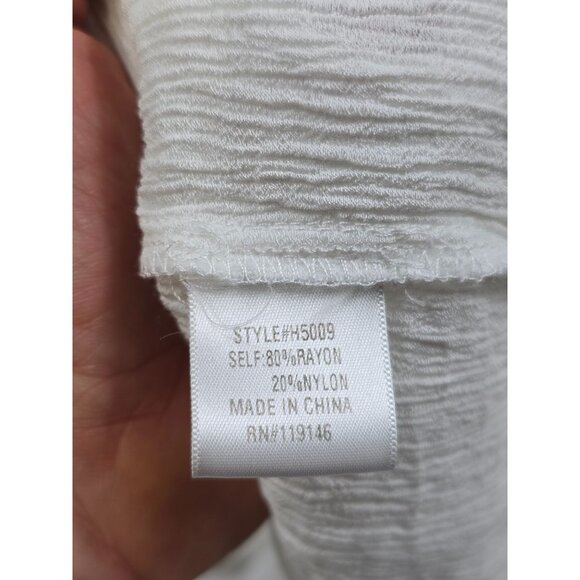 STYLE#H5009
SELF:80%RAYON
20%NYLON
MADE IN CHINA
RN#119146